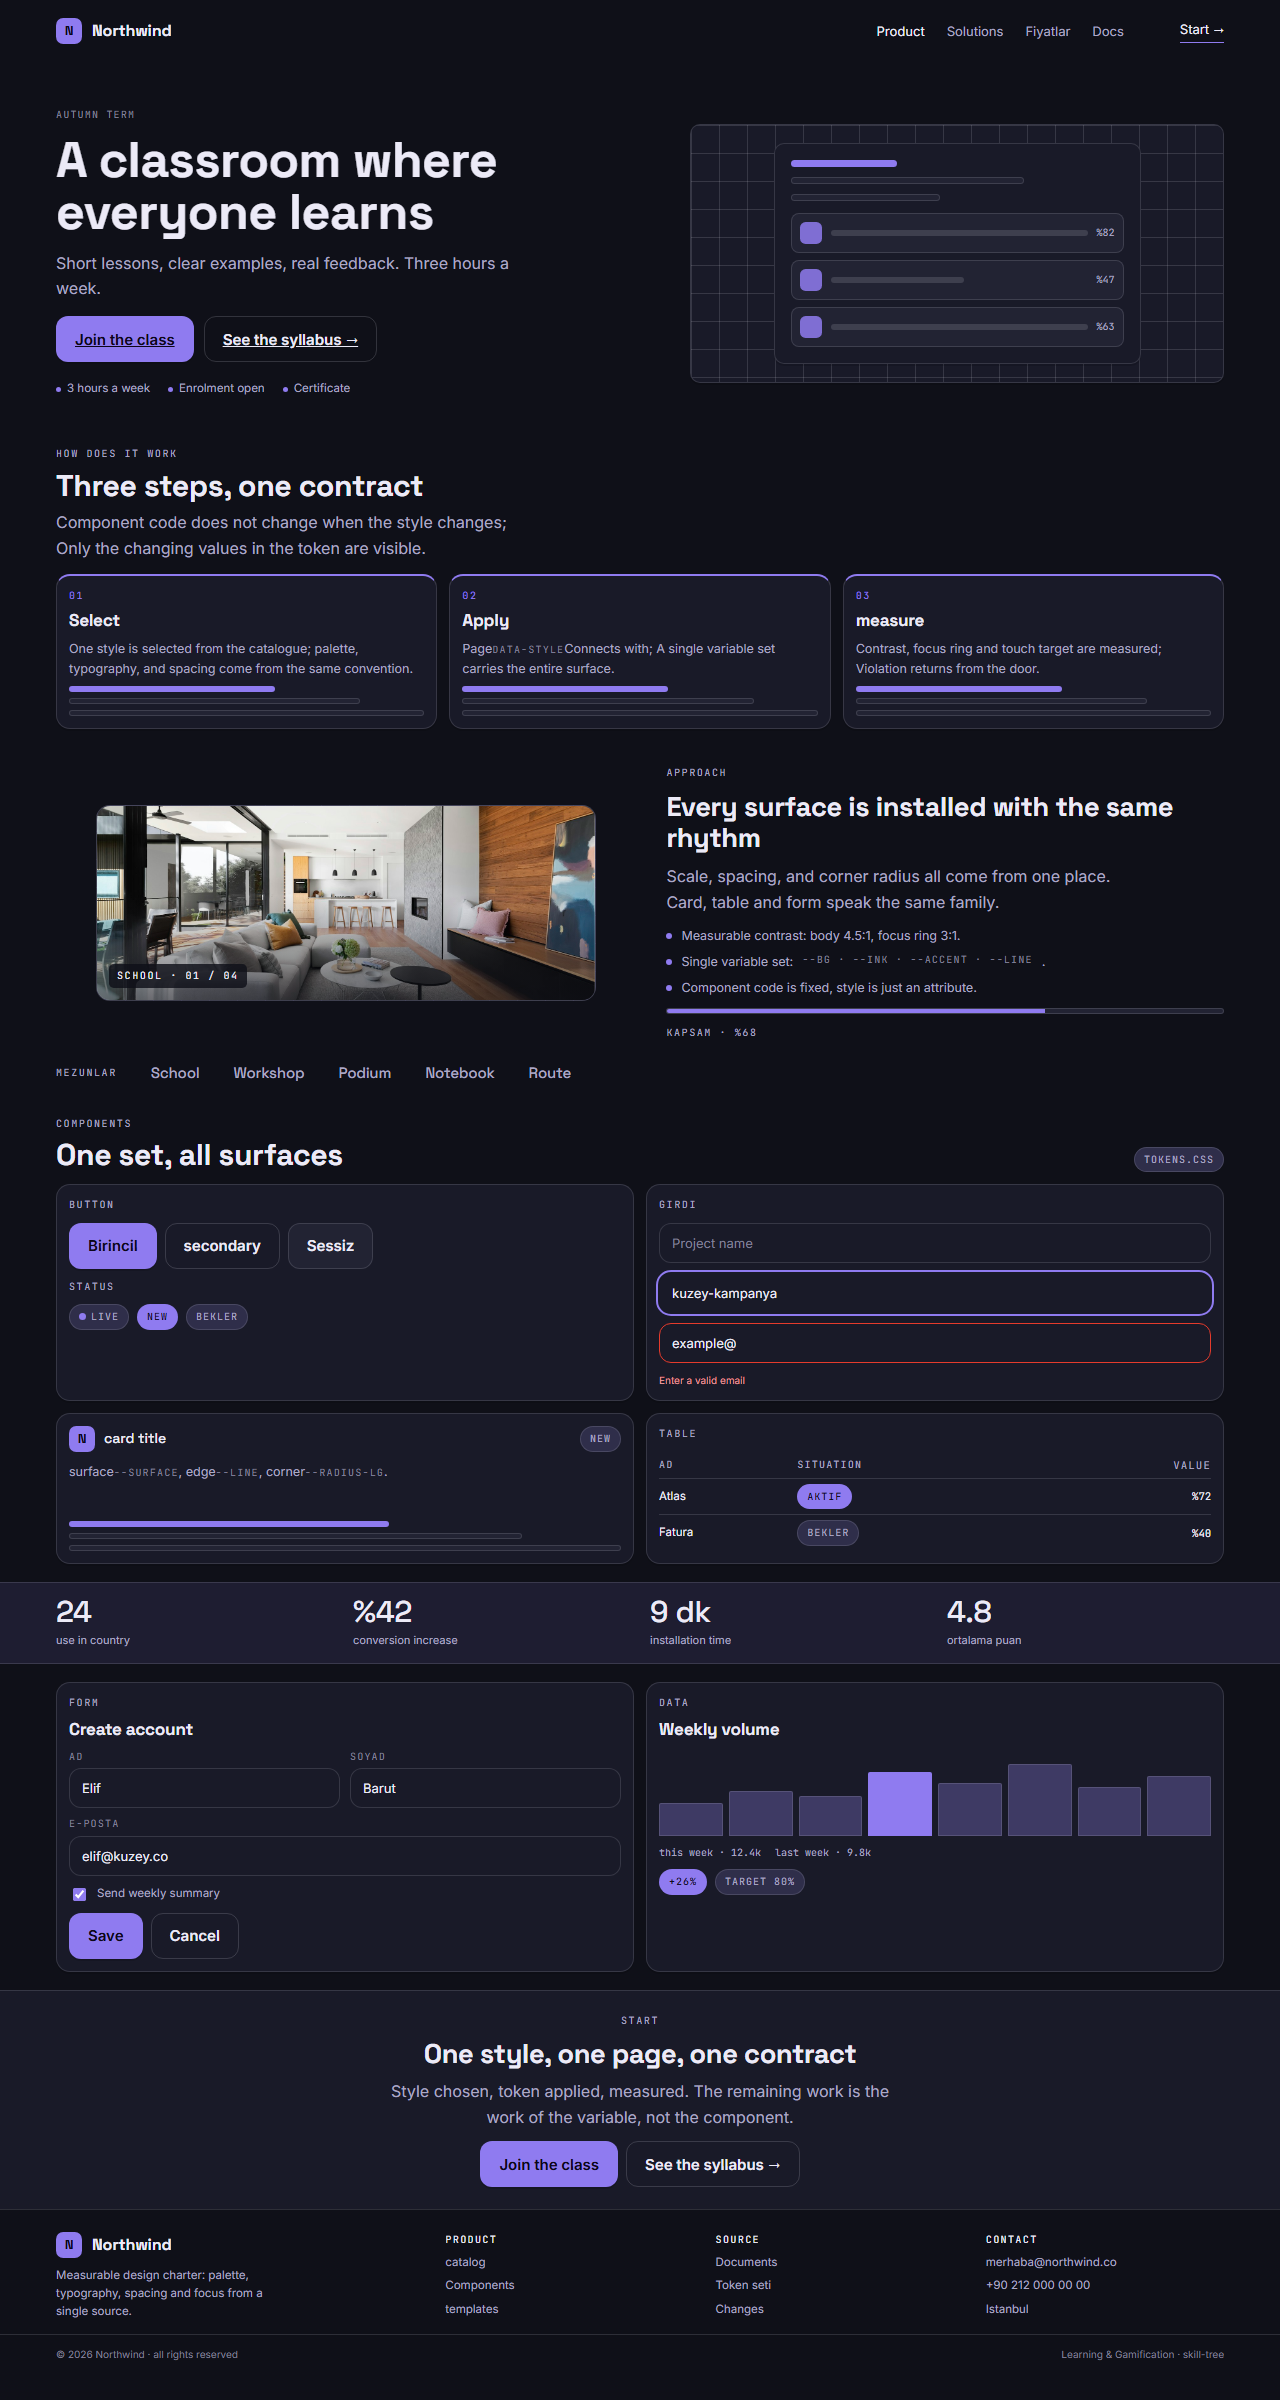 N Northwind
Product Solutions Fiyatlar Docs Start →
AUTUMN TERM
A classroom where
everyone learns
Short lessons, clear examples, real feedback. Three hours a
week.
Join the class See the syllabus →
3 hours a week Enrolment open Certificate
%82
%47
%63
HOW DOES IT WORK
Three steps, one contract
Component code does not change when the style changes;
Only the changing values in the token are visible.
01
Select
One style is selected from the catalogue; palette,
typography, and spacing come from the same convention.
02
Apply
PageDATA-STYLEConnects with; A single variable set
carries the entire surface.
03
measure
Contrast, focus ring and touch target are measured;
Violation returns from the door.
SCHOOL · 01 / 04
APPROACH
Every surface is installed with the same
rhythm
Scale, spacing, and corner radius all come from one place.
Card, table and form speak the same family.
Measurable contrast: body 4.5:1, focus ring 3:1.
Single variable set: --BG · --INK · --ACCENT · --LINE .
Component code is fixed, style is just an attribute.
KAPSAM · %68
MEZUNLAR School Workshop Podium Notebook Route
COMPONENTS
One set, all surfaces
TOKENS.CSS
BUTTON
Birincil secondary Sessiz
STATUS
LIVE NEW BEKLER
GIRDI
Project name
kuzey-kampanya
example@
Enter a valid email
N card title NEW
surface--SURFACE, edge--LINE, corner--RADIUS-LG.
TABLE
AD SITUATION VALUE
Atlas AKTIF %72
Fatura BEKLER %40
24
use in country
%42
conversion increase
9 dk
installation time
4.8
ortalama puan
FORM
Create account
AD SOYAD
Elif Barut
E-POSTA
elif@kuzey.co
Send weekly summary
Save Cancel
DATA
Weekly volume
this week · 12.4k last week · 9.8k
+26% TARGET 80%
START
One style, one page, one contract
Style chosen, token applied, measured. The remaining work is the
work of the variable, not the component.
Join the class See the syllabus →
N Northwind
Measurable design charter: palette,
typography, spacing and focus from a
single source.
PRODUCT
catalog
Components
templates
SOURCE
Documents
Token seti
Changes
CONTACT
merhaba@northwind.co
+90 212 000 00 00
Istanbul
© 2026 Northwind · all rights reserved
Learning & Gamification · skill-tree